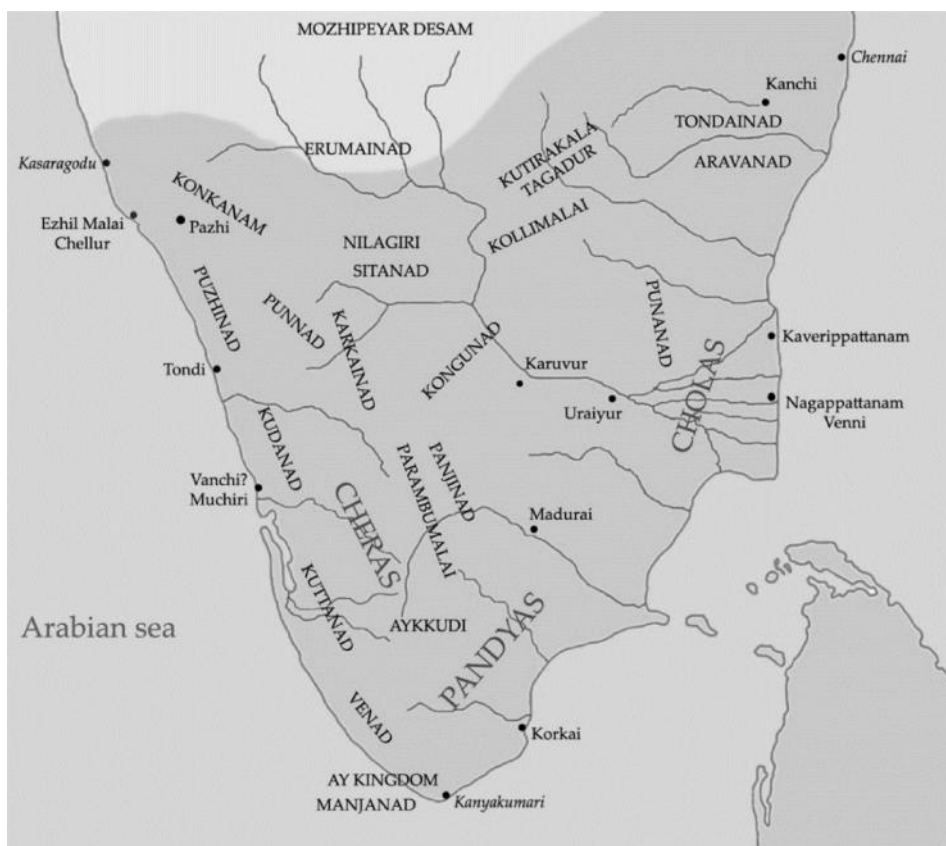 MOZHIPEYAR DESAM
Chennai
Kanchi
TONDAINAD
ERUMAINAD
KUTIRAKALA
TAGADUR
ARAVANAD
Kasaragodu
KONKANAM
Ezhil Malai
Chellur
Pazhi
KOLLIMALAI
NILAGIRI
SITANAD
PUZHINAD
PUNNAD
KARKAINAD
KONGUNAD
PUNANAD
Kaverippattanam
Tondi
Karuvur
Uraiyur
CHOLAS
Nagappattanam
Venni
KUDANAD
Vanchi?
Muchiri
CHERAS
PARAMBUMALAI
PANJINAD
Madurai
KUTTANAD
Arabian sea
AYKKUDI
PANDYAS
VENAD
Korkai
AY KINGDOM
MANJANAD
Kanyakumari